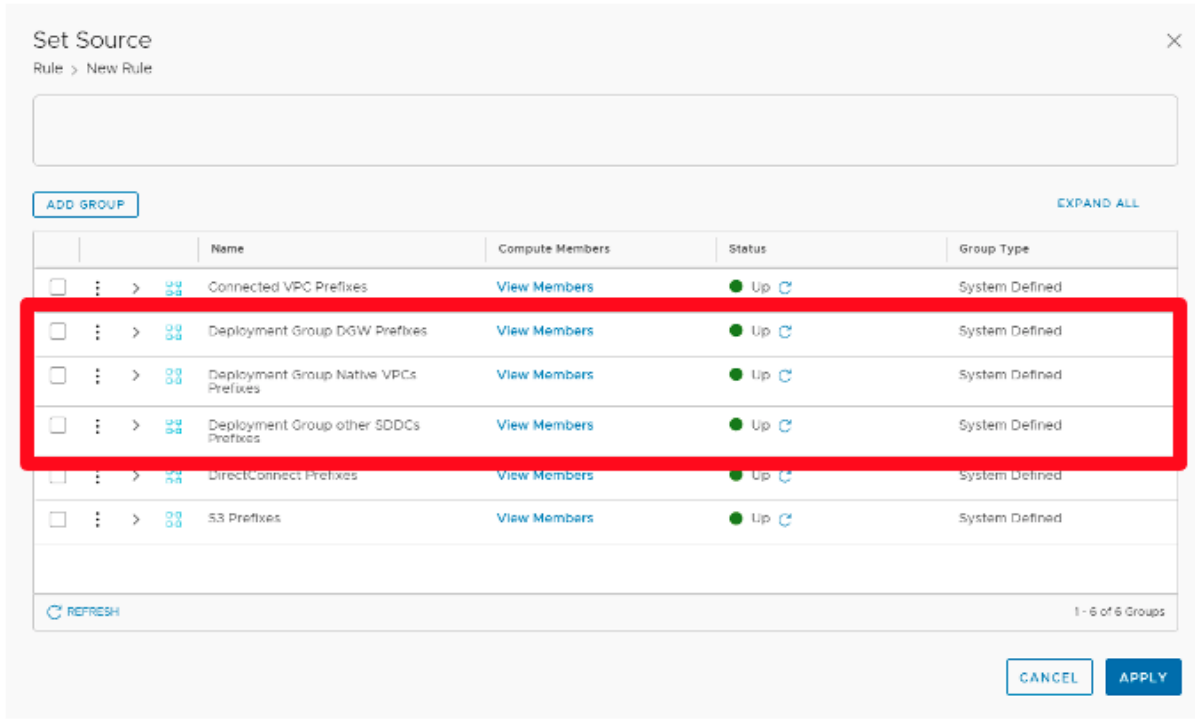 Set Source
Rule > New Rule
ADD GROUP
EXPAND ALL
Name Compute Members Status Group Type
Connected VPC Prefixes View Members Up System Defined
Deployment Group DGW Prefixes View Members Up System Defined
Deployment Group Native VPCs View Members Up System Defined
Prefixes
Deployment Group other SDDCs View Members Up System Defined
Prefixes
DirectConnect Prefixes View Members Up System Defined
S3 Prefixes View Members Up System Defined
REFRESH
1 - 6 of 6 Groups
CANCEL
APPLY